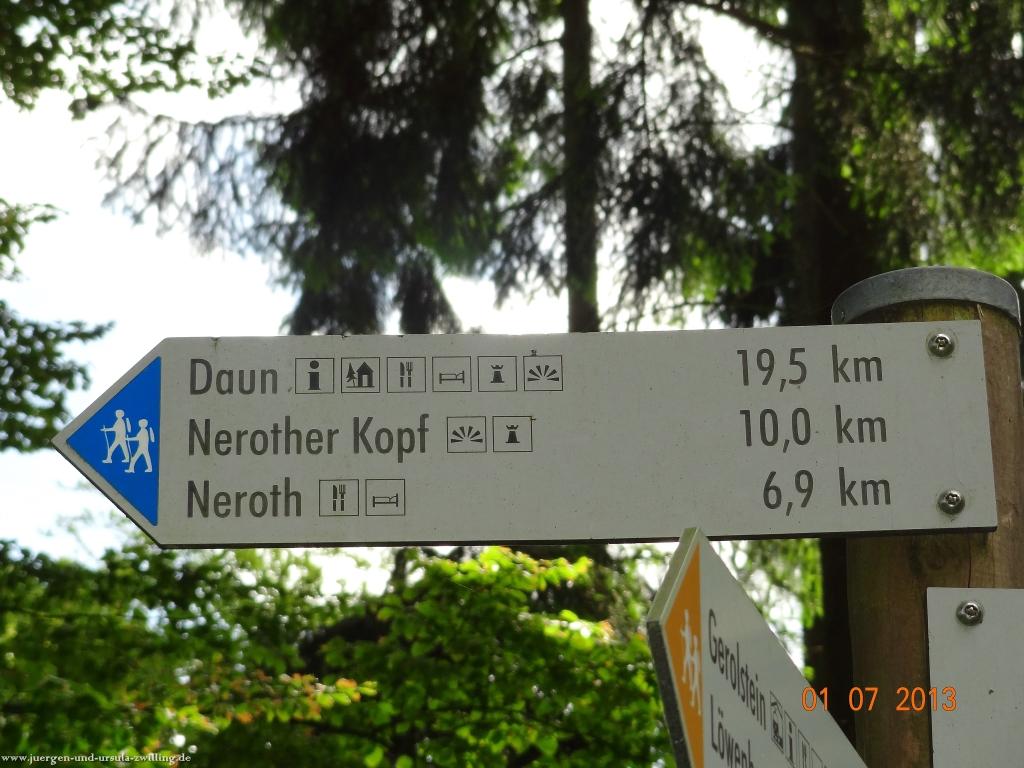 Daun 19,5 km
Nerother Kopf 10,0 km
Neroth 6,9 km
Gerolstein
01 07 2013
www.juergen-und-ursula-zwilling.de